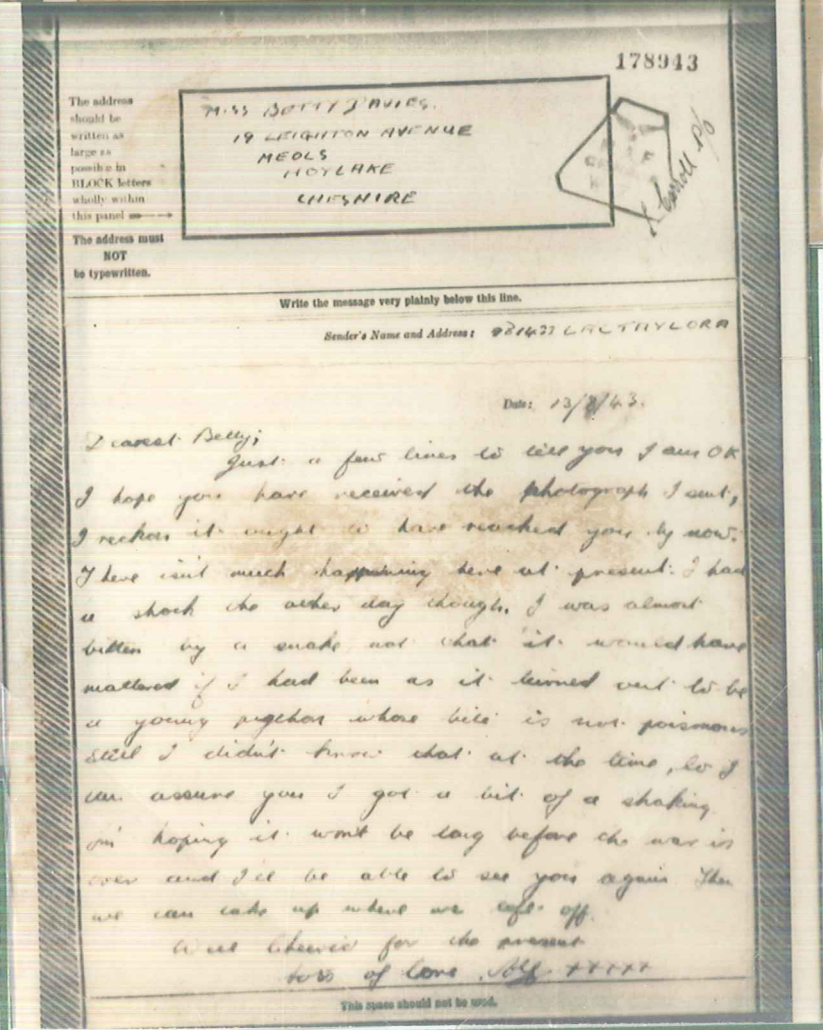 178943
The address
should be
written as
large as
possible in
BLOCK letters
wholly within
this panel
The address must
NOT
be typewritten.
MISS BETTY DAVIES.
19 LEIGHTON AVENUE
MEOLS
HOYLAKE
CHESHIRE
Carroll P/O
Write the message very plainly below this line.
Sender's Name and Address: LAC TAYLOR A
Date: 13/8/43.
Dearest Betty;
Just a few lines to tell you I am OK
I hope you have received the photograph I sent,
I reckon it ought to have reached you by now.
There isn't much happening here at present. I had
a shock the other day though. I was almost
bitten by a snake not that it would have
mattered if I had been as it turned out to be
a young pygthon whose bite is not poisonous
still I didn't know that at the time, so I
can assure you I got a bit of a shaking.
I'm hoping it won't be long before the war is
over and I'll be able to see you again. Then
we can take up where we left off.
Well Cheerio for the present
tons of love Alf xxxxx
This space should not be used.